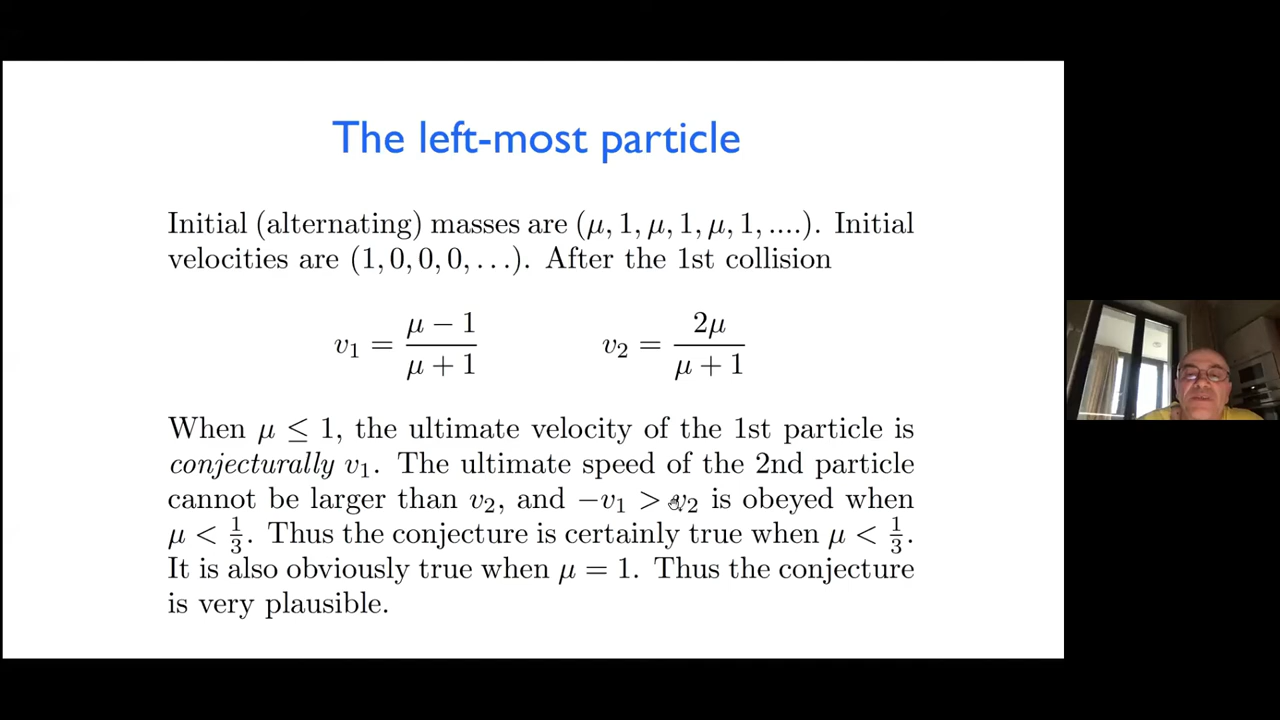 The left-most particle
Initial (alternating) masses are (μ, 1, μ, 1, μ, 1, ....). Initial
velocities are (1, 0, 0, 0, . . .). After the 1st collision
v₁ = (μ − 1)/(μ + 1)  v₂ = 2μ/(μ + 1)
When μ ≤ 1, the ultimate velocity of the 1st particle is
conjecturally v₁. The ultimate speed of the 2nd particle
cannot be larger than v₂, and −v₁ > v₂ is obeyed when
μ < 1/3. Thus the conjecture is certainly true when μ < 1/3.
It is also obviously true when μ = 1. Thus the conjecture
is very plausible.